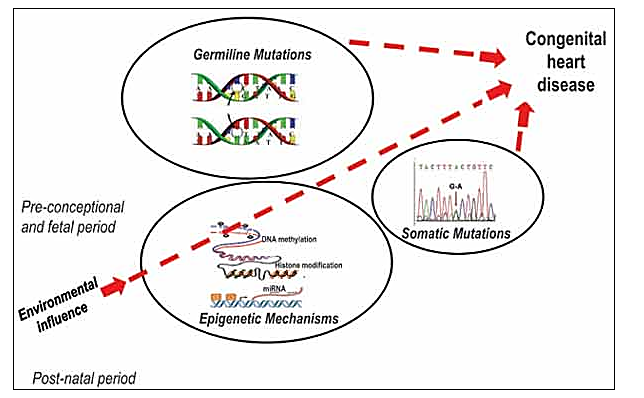 Germiline Mutations
Congenital
heart
disease
TACTTTACTGTTC
G-A
Somatic Mutations
Pre-conceptional
and fetal period
DNA methylation
Histones modification
miRNA
Epigenetic Mechanisms
Environmental
influence
Post-natal period